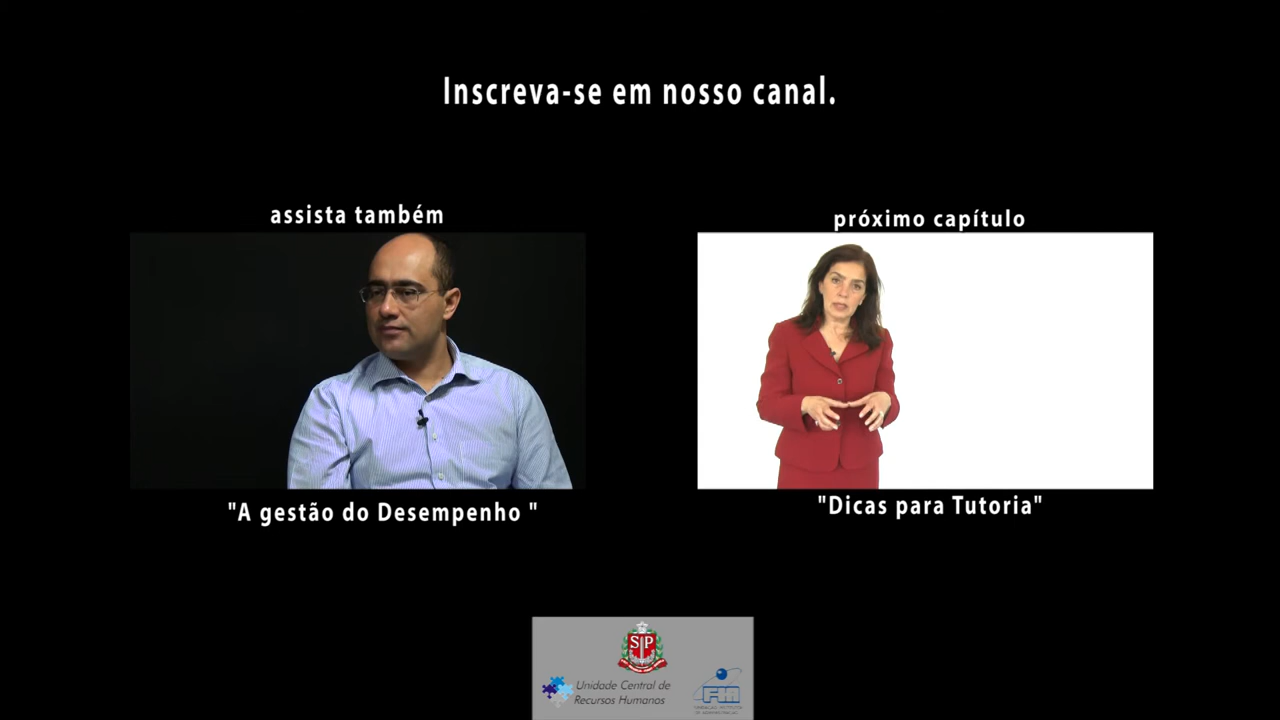 Inscreva-se em nosso canal.
assista também
próximo capítulo
"A gestão do Desempenho "
"Dicas para Tutoria"
SP
Unidade Central de
Recursos Humanos